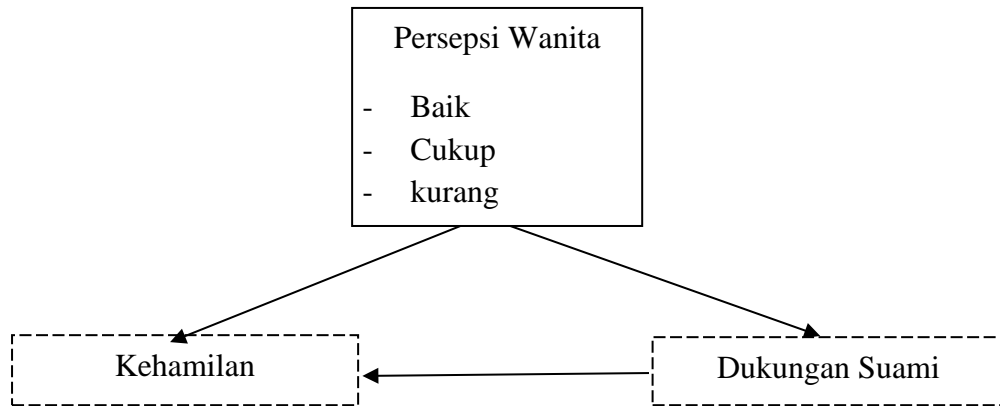 Persepsi Wanita
- Baik
- Cukup
- kurang
Kehamilan
Dukungan Suami